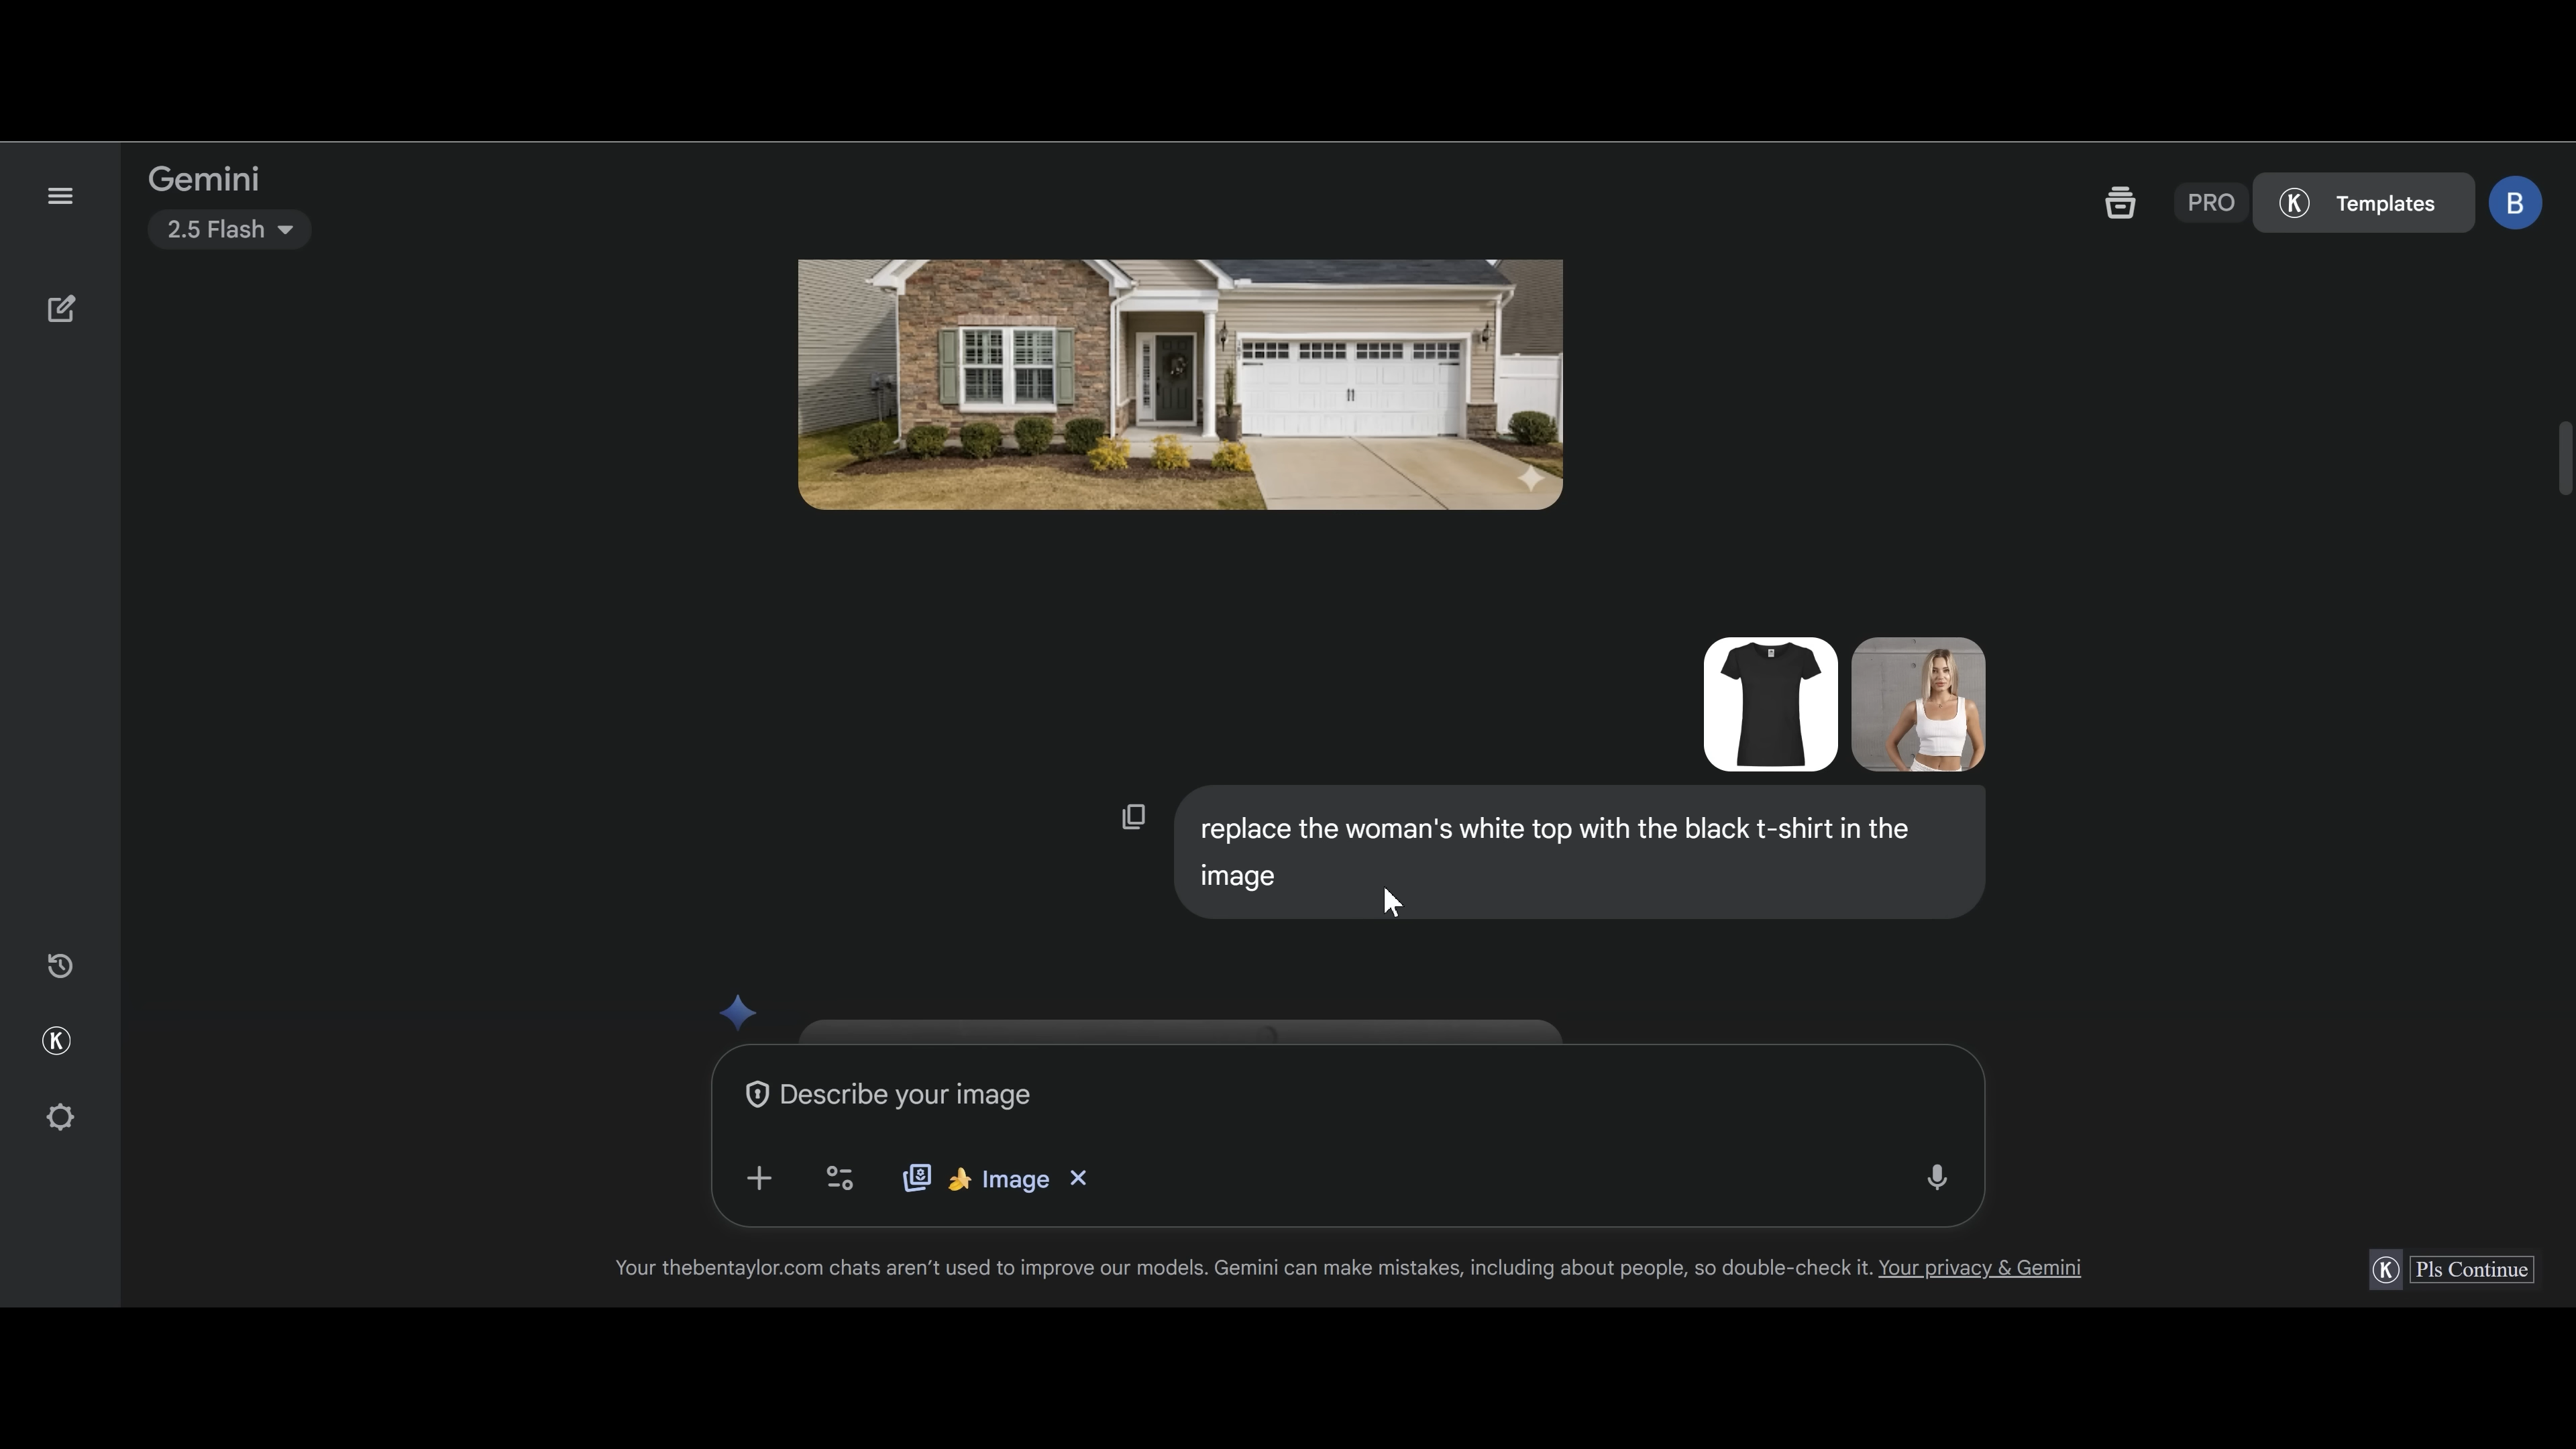 Gemini
2.5 Flash
PRO
K
Templates
B
replace the woman's white top with the black t-shirt in the
image
K
Describe your image
Image
Your thebentaylor.com chats aren't used to improve our models. Gemini can make mistakes, including about people, so double-check it. Your privacy & Gemini
K
Pls Continue